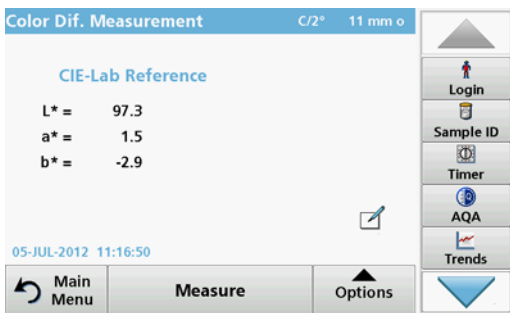 Color Dif. Measurement C/2° 11 mm o
CIE-Lab Reference
L* = 97.3
a* = 1.5
b* = -2.9
05-JUL-2012 11:16:50
Main Menu
Measure
Options
Login
Sample ID
Timer
AQA
Trends